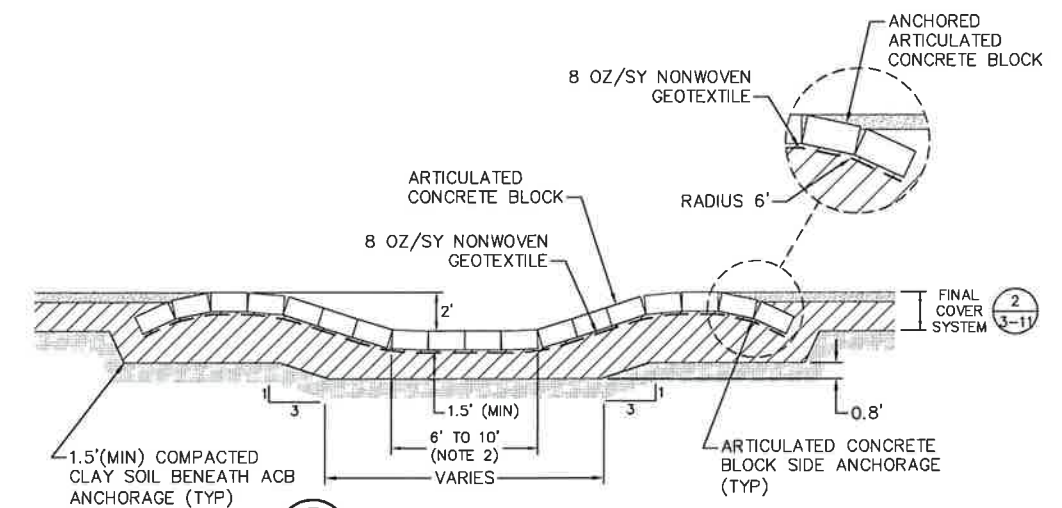 ANCHORED
ARTICULATED
CONCRETE BLOCK
8 OZ/SY NONWOVEN
GEOTEXTILE
RADIUS 6'
ARTICULATED
CONCRETE BLOCK
8 OZ/SY NONWOVEN
GEOTEXTILE
2'
FINAL
COVER
SYSTEM
2
3-11
1
3
1.5' (MIN)
3
1
0.8'
6' TO 10'
(NOTE 2)
VARIES
1.5'(MIN) COMPACTED
CLAY SOIL BENEATH ACB
ANCHORAGE (TYP)
ARTICULATED CONCRETE
BLOCK SIDE ANCHORAGE
(TYP)